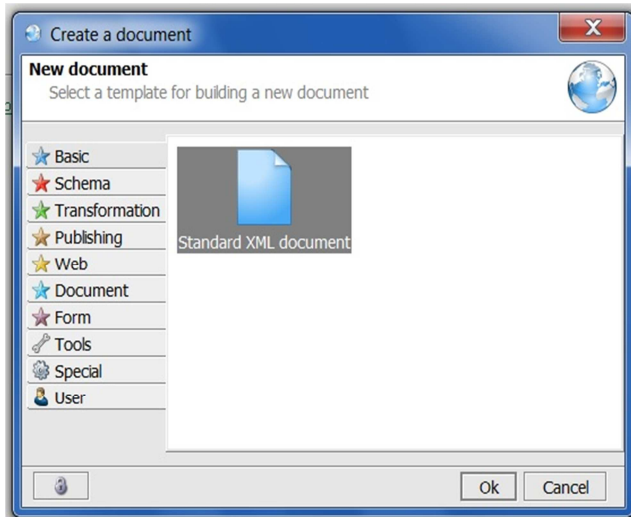 Create a document
New document
Select a template for building a new document
Basic
Schema
Transformation
Publishing
Web
Document
Form
Tools
Special
User
Standard XML document
Ok
Cancel